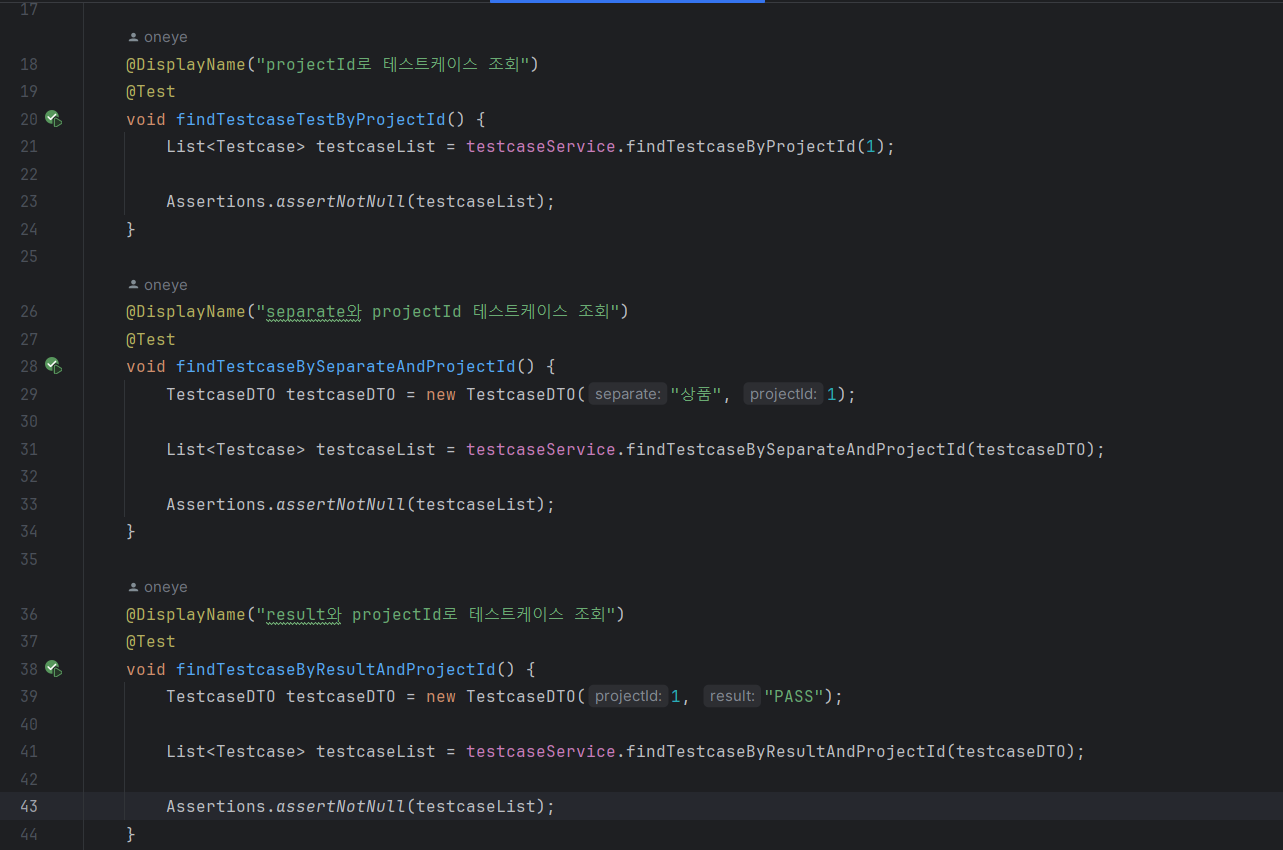 17
oneye
18 @DisplayName("projectId로 테스트케이스 조회")
19 @Test
20 void findTestcaseTestByProjectId() {
21 List<Testcase> testcaseList = testcaseService.findTestcaseByProjectId(1);
22
23 Assertions.assertNotNull(testcaseList);
24 }
25
oneye
26 @DisplayName("separate와 projectId 테스트케이스 조회")
27 @Test
28 void findTestcaseBySeparateAndProjectId() {
29 TestcaseDTO testcaseDTO = new TestcaseDTO( separate: "상품", projectId: 1);
30
31 List<Testcase> testcaseList = testcaseService.findTestcaseBySeparateAndProjectId(testcaseDTO);
32
33 Assertions.assertNotNull(testcaseList);
34 }
35
oneye
36 @DisplayName("result와 projectId로 테스트케이스 조회")
37 @Test
38 void findTestcaseByResultAndProjectId() {
39 TestcaseDTO testcaseDTO = new TestcaseDTO( projectId: 1, result: "PASS");
40
41 List<Testcase> testcaseList = testcaseService.findTestcaseByResultAndProjectId(testcaseDTO);
42
43 Assertions.assertNotNull(testcaseList);
44 }